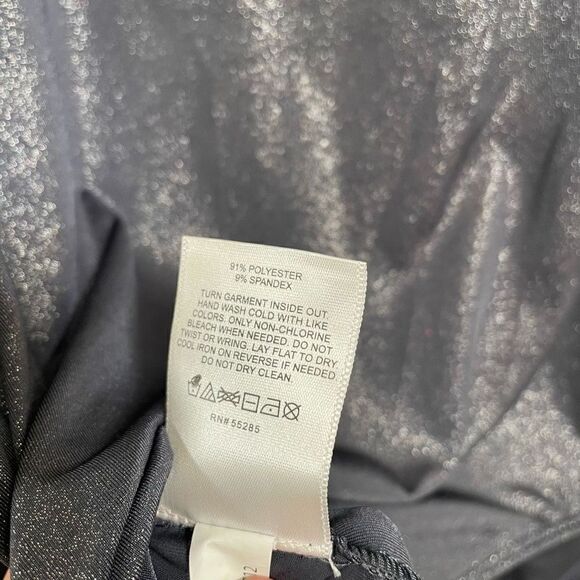 91% POLYESTER
9% SPANDEX
TURN GARMENT INSIDE OUT.
HAND WASH COLD WITH LIKE
COLORS. ONLY NON-CHLORINE
BLEACH WHEN NEEDED. DO NOT
TWIST OR WRING. LAY FLAT TO DRY.
COOL IRON ON REVERSE IF NEEDED.
DO NOT DRY CLEAN.
RN# 55285
12